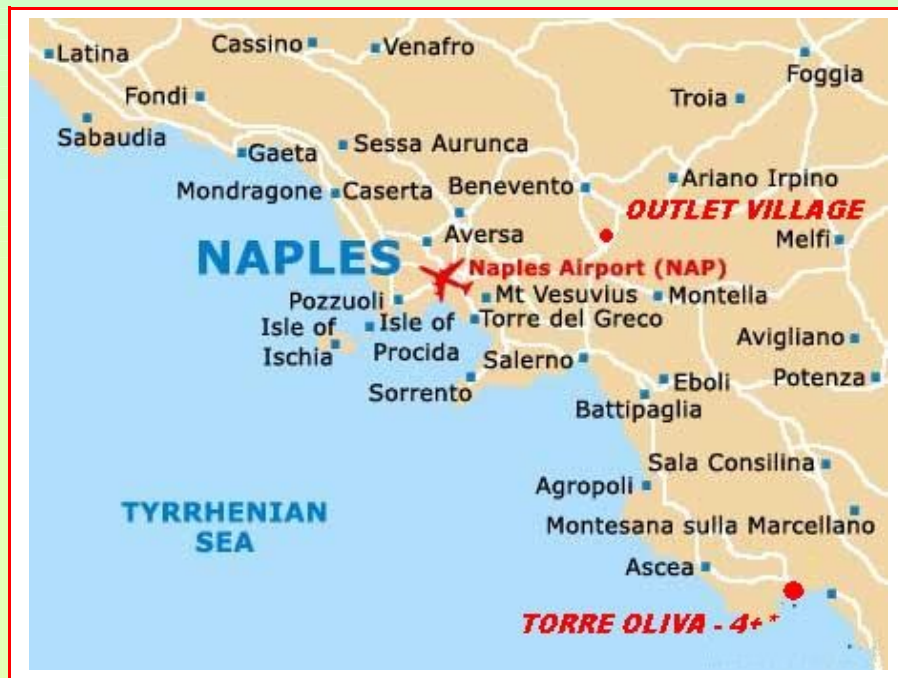 Latina
Cassino
Venafro
Foggia
Fondi
Troia
Sabaudia
Gaeta
Sessa Aurunca
Mondragone
Caserta
Benevento
Ariano Irpino
OUTLET VILLAGE
Aversa
Melfi
NAPLES
Naples Airport (NAP)
Pozzuoli
Mt Vesuvius
Montella
Isle of
Ischia
Isle of
Procida
Torre del Greco
Avigliano
Salerno
Sorrento
Eboli
Potenza
Battipaglia
Sala Consilina
Agropoli
TYRRHENIAN
SEA
Montesana sulla Marcellano
Ascea
TORRE OLIVA - 4+*